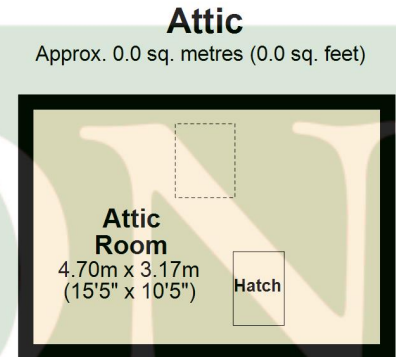 Attic
Approx. 0.0 sq. metres (0.0 sq. feet)
Attic
Room
4.70m x 3.17m
(15'5" x 10'5")
Hatch